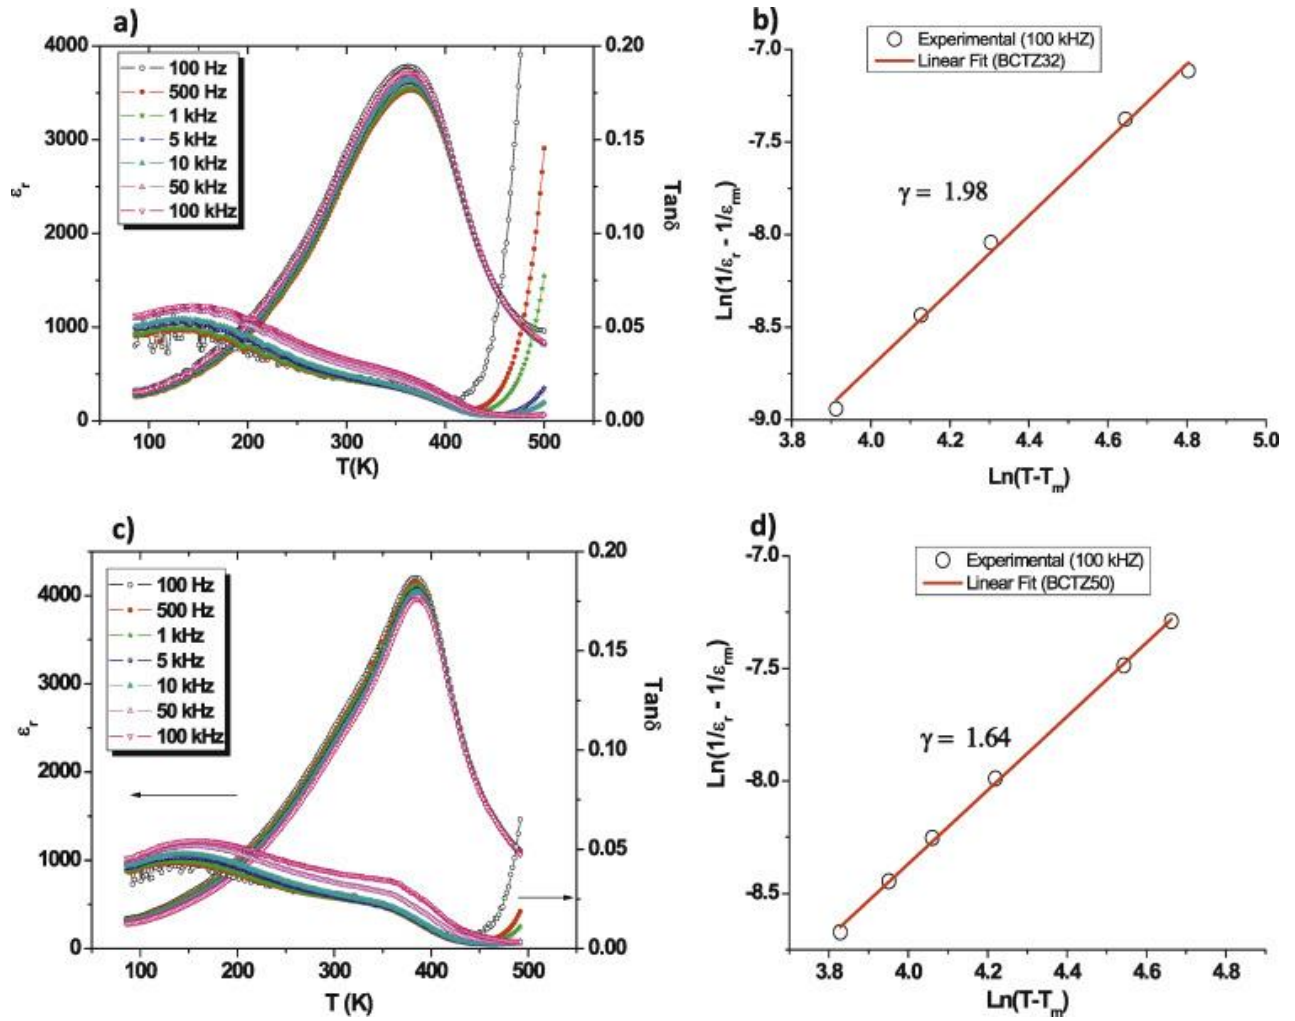 a)
4000
3000
2000
1000
0
εr
100 Hz
500 Hz
1 kHz
5 kHz
10 kHz
50 kHz
100 kHz
0.20
0.15
0.10
0.05
0.00
Tanδ
100 200 300 400 500
T(K)
b)
Experimental (100 kHZ)
Linear Fit (BCTZ32)
-7.0
-7.5
-8.0
-8.5
-9.0
Ln(1/εr - 1/εrm)
γ = 1.98
3.8 4.0 4.2 4.4 4.6 4.8 5.0
Ln(T-Tm)
c)
4000
3000
2000
1000
0
εr
100 Hz
500 Hz
1 kHz
5 kHz
10 kHz
50 kHz
100 kHz
0.20
0.15
0.10
0.05
0.00
Tanδ
100 200 300 400 500
T (K)
d)
Experimental (100 kHZ)
Linear Fit (BCTZ50)
-7.0
-7.5
-8.0
-8.5
Ln(1/εr - 1/εrm)
γ = 1.64
3.8 4.0 4.2 4.4 4.6 4.8
Ln(T-Tm)